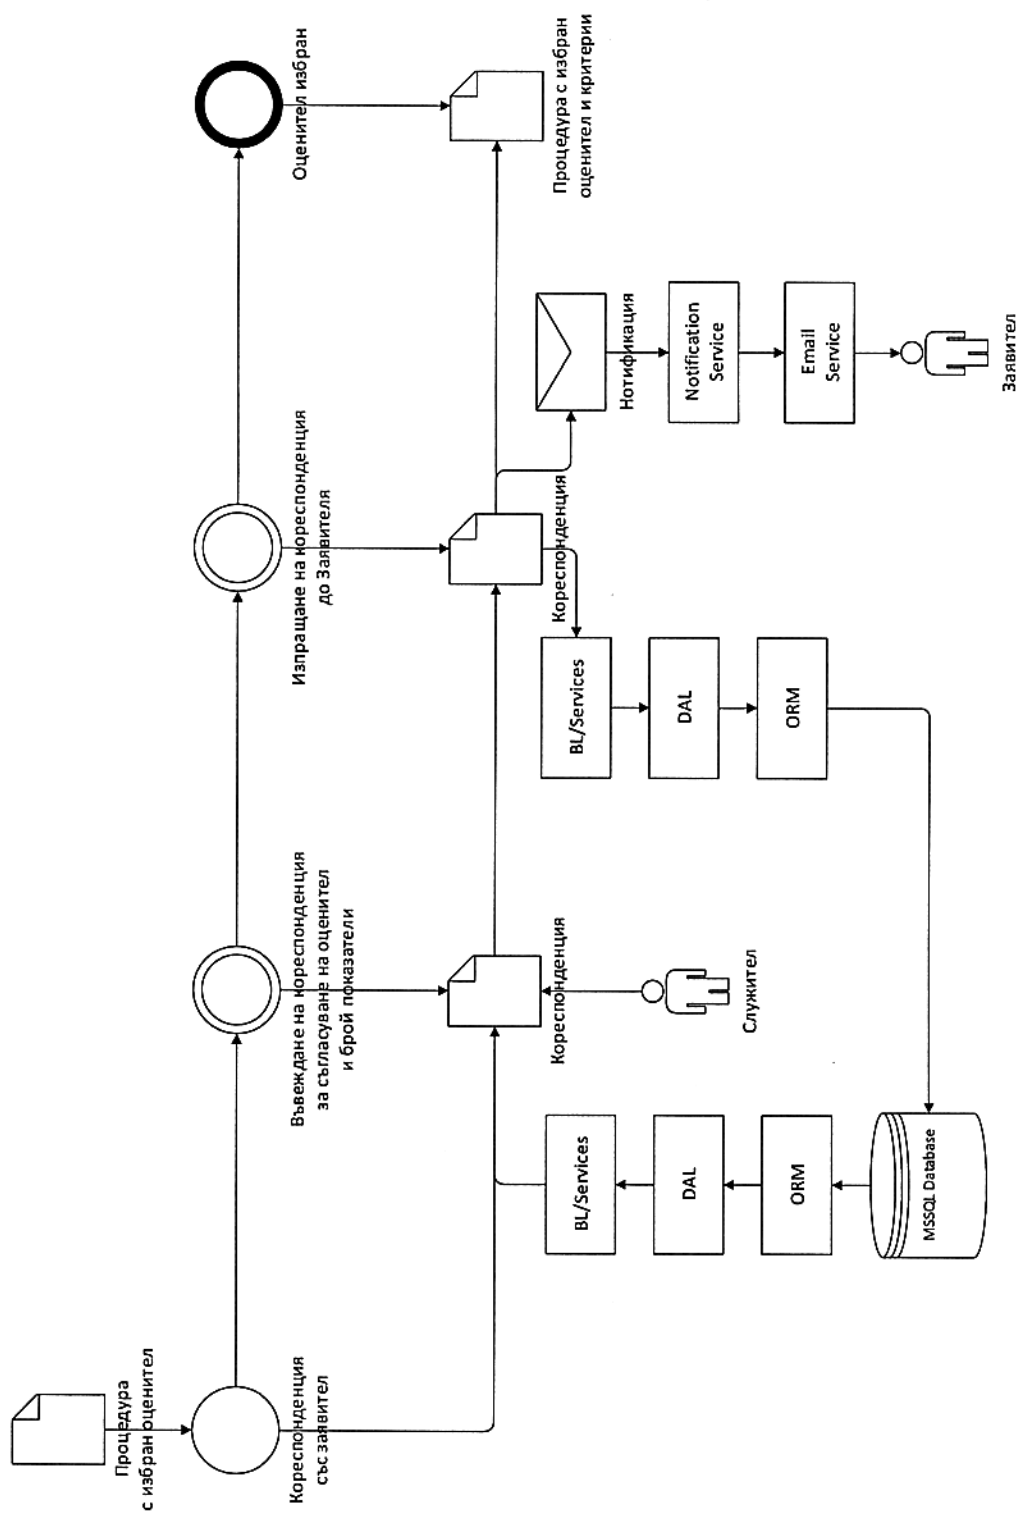 Процедура
с избран оценител
Кореспонденция
със заявител
Въвеждане на кореспонденция
за съгласуване на оценител
и брой показатели
Изпращане на кореспонденция
до Заявителя
Оценител избран
Кореспонденция
Служител
Кореспонденция
Процедура с избран
оценител и критерии
Нотификация
Notification
Service
Email
Service
Заявител
BL/Services
DAL
ORM
BL/Services
DAL
ORM
MSSQL Database